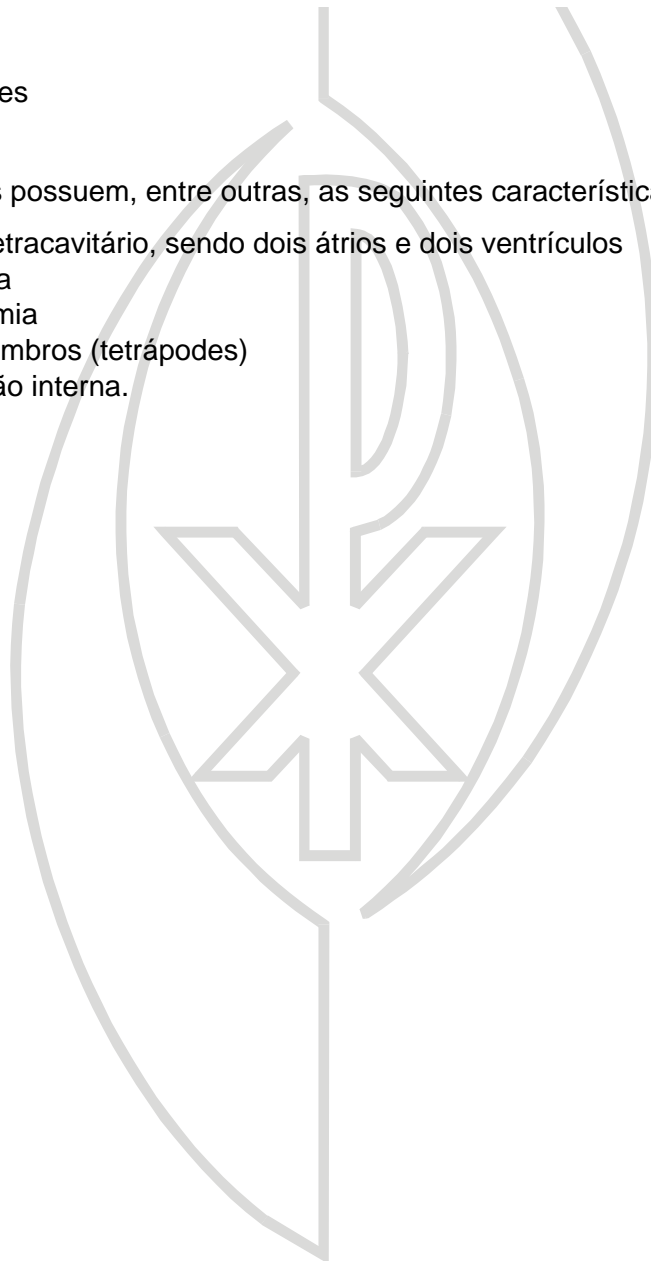 es
s possuem, entre outras, as seguintes característica
etracavitário, sendo dois átrios e dois ventrículos
a
mia
mbros (tetrápodes)
ão interna.